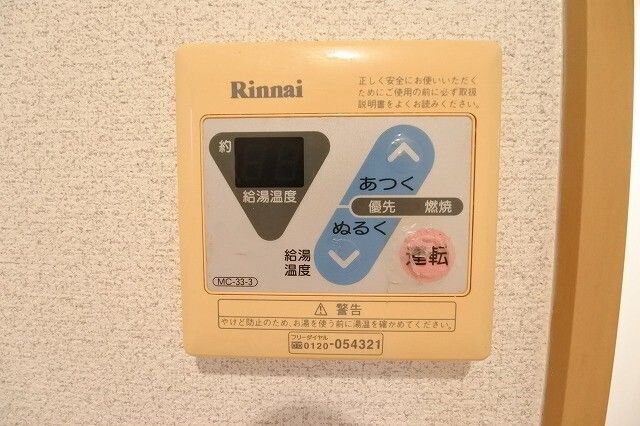 Rinnai
正しく安全にお使いいただく
ためにご使用の前に必ず取扱
説明書をよくお読みください。
約
給湯温度
あつく
優先 燃焼
ぬるく
給湯
温度
運転
MC-33-3
⚠ 警告
やけど防止のため、お湯を使う前に湯温を確かめてください。
フリーダイヤル
0120-054321